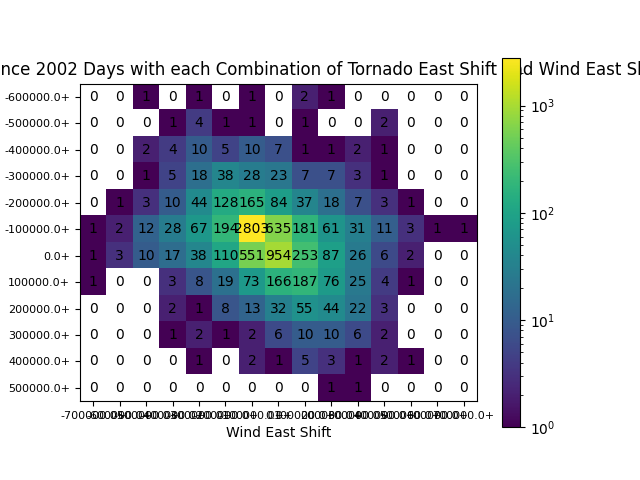 nce 2002 Days with each Combination of Tornado East Shift and Wind East Sh
-600000.0+ 0 0 1 0 1 0 1 0 2 1 0 0 0 0 0
-500000.0+ 0 0 0 1 4 1 1 0 1 0 0 2 0 0 0
-400000.0+ 0 0 2 4 10 5 10 7 1 1 2 1 0 0 0
-300000.0+ 0 0 1 5 18 38 28 23 7 7 3 1 0 0 0
-200000.0+ 0 1 3 10 44 128 165 84 37 18 7 3 1 0 0
-100000.0+ 1 2 12 28 67 194 2803 635 181 61 31 11 3 1 1
0.0+ 1 3 10 17 38 110 551 954 253 87 26 6 2 0 0
100000.0+ 1 0 0 3 8 19 73 166 187 76 25 4 1 0 0
200000.0+ 0 0 0 2 1 8 13 32 55 44 22 3 0 0 0
300000.0+ 0 0 0 1 2 1 2 6 10 10 6 2 0 0 0
400000.0+ 0 0 0 0 1 0 2 1 5 3 1 2 1 0 0
500000.0+ 0 0 0 0 0 0 0 0 0 1 1 0 0 0 0
Wind East Shift
10³
10²
10¹
10⁰